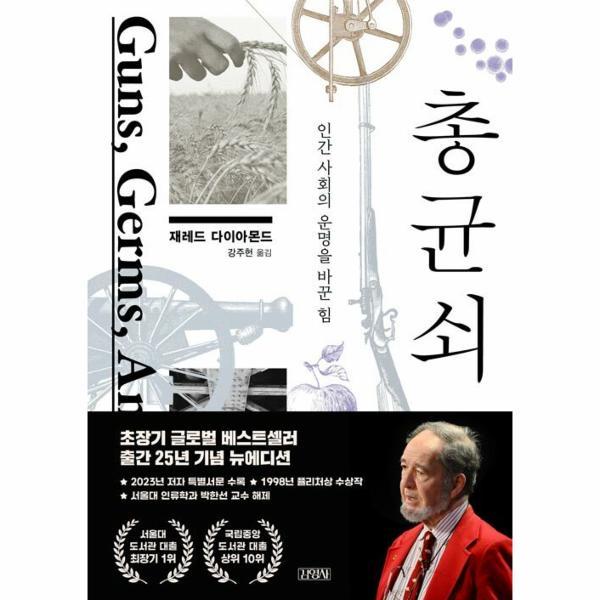 Guns, Germs, An
총 균 쇠
인간 사회의 운명을 바꾼 힘
재레드 다이아몬드
강주헌 옮김
초장기 글로벌 베스트셀러
출간 25년 기념 뉴에디션
★ 2023년 저자 특별서문 수록 ★ 1998년 퓰리처상 수상작
★ 서울대 인류학과 박한선 교수 해제
서울대
도서관 대출
최장기 1위
국립중앙
도서관 대출
상위 10위
김영사